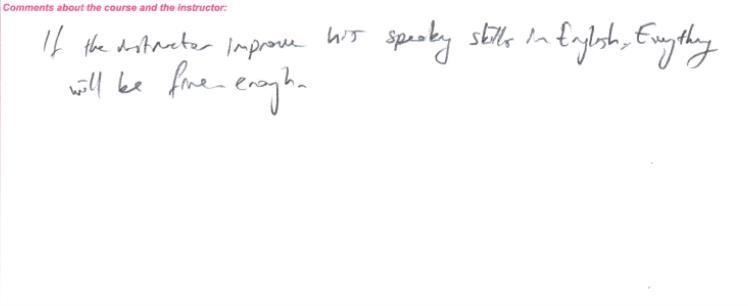 Comments about the course and the instructor:
If the instructor improve his speaking skills in English, Everything
will be fine enough.